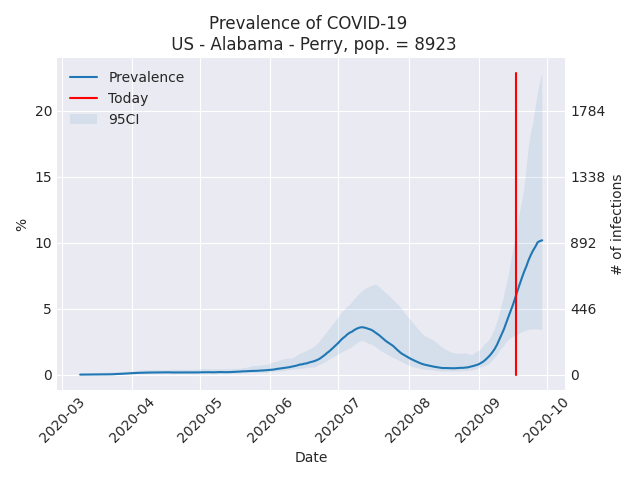 Prevalence of COVID-19
US - Alabama - Perry, pop. = 8923
Prevalence
Today
95CI
%
20
15
10
5
0
1784
1338
892
446
0
# of infections
2020-03
2020-04
2020-05
2020-06
2020-07
2020-08
2020-09
2020-10
Date